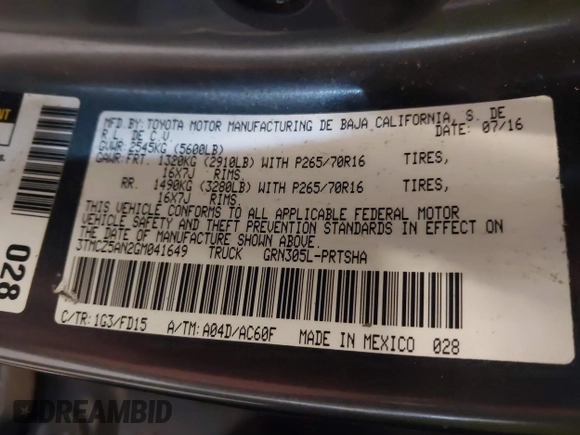 MFD. BY: TOYOTA MOTOR MANUFACTURING DE BAJA CALIFORNIA, S. DE
R.L. DE C.V. DATE: 07/16
GVWR: 2545KG (5600LB)
GAWR: FRT. 1320KG (2910LB) WITH P265/70R16 TIRES,
16X7J RIMS.
RR. 1490KG (3280LB) WITH P265/70R16 TIRES,
16X7J RIMS.
THIS VEHICLE CONFORMS TO ALL APPLICABLE FEDERAL MOTOR
VEHICLE SAFETY AND THEFT PREVENTION STANDARDS IN EFFECT ON
THE DATE OF MANUFACTURE SHOWN ABOVE.
3TMCZ5AN2GM041649 TRUCK GRN305L-PRTSHA
C/TR: 1G3/FD15 A/TM: A04D/AC60F MADE IN MEXICO 028
028
DREAMBID